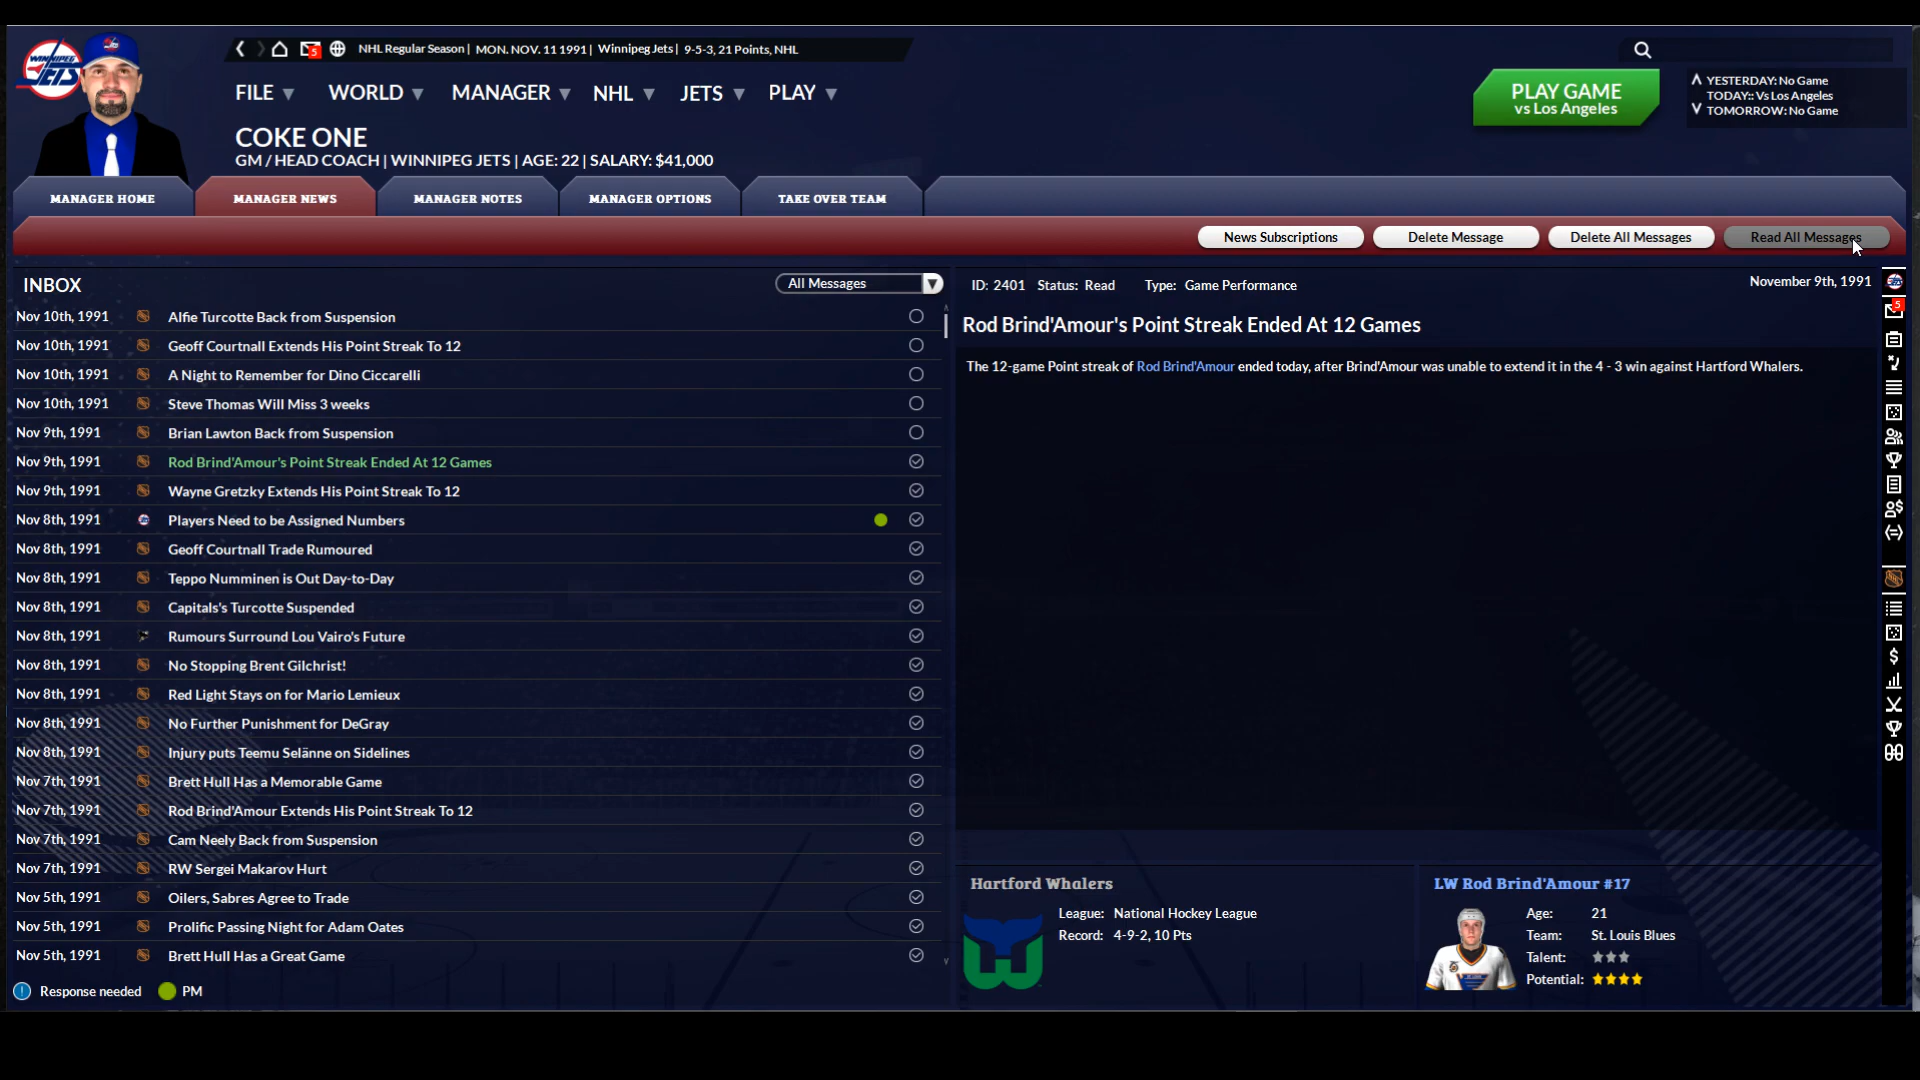 NHL Regular Season | MON. NOV. 11 1991 | Winnipeg Jets | 9-5-3, 21 Points, NHL
5
FILE WORLD MANAGER NHL JETS PLAY
COKE ONE
GM / HEAD COACH | WINNIPEG JETS | AGE: 22 | SALARY: $41,000
WINNIPEG
JETS
PLAY GAME
vs Los Angeles
YESTERDAY: No Game
TODAY:: Vs Los Angeles
TOMORROW: No Game
MANAGER HOME MANAGER NEWS MANAGER NOTES MANAGER OPTIONS TAKE OVER TEAM
News Subscriptions Delete Message Delete All Messages Read All Messages
INBOX All Messages
Nov 10th, 1991 Alfie Turcotte Back from Suspension
Nov 10th, 1991 Geoff Courtnall Extends His Point Streak To 12
Nov 10th, 1991 A Night to Remember for Dino Ciccarelli
Nov 10th, 1991 Steve Thomas Will Miss 3 weeks
Nov 9th, 1991 Brian Lawton Back from Suspension
Nov 9th, 1991 Rod Brind'Amour's Point Streak Ended At 12 Games
Nov 9th, 1991 Wayne Gretzky Extends His Point Streak To 12
Nov 8th, 1991 Players Need to be Assigned Numbers
Nov 8th, 1991 Geoff Courtnall Trade Rumoured
Nov 8th, 1991 Teppo Numminen is Out Day-to-Day
Nov 8th, 1991 Capitals's Turcotte Suspended
Nov 8th, 1991 Rumours Surround Lou Vairo's Future
Nov 8th, 1991 No Stopping Brent Gilchrist!
Nov 8th, 1991 Red Light Stays on for Mario Lemieux
Nov 8th, 1991 No Further Punishment for DeGray
Nov 8th, 1991 Injury puts Teemu Selänne on Sidelines
Nov 7th, 1991 Brett Hull Has a Memorable Game
Nov 7th, 1991 Rod Brind'Amour Extends His Point Streak To 12
Nov 7th, 1991 Cam Neely Back from Suspension
Nov 7th, 1991 RW Sergei Makarov Hurt
Nov 5th, 1991 Oilers, Sabres Agree to Trade
Nov 5th, 1991 Prolific Passing Night for Adam Oates
Nov 5th, 1991 Brett Hull Has a Great Game
Response needed PM
ID: 2401 Status: Read Type: Game Performance November 9th, 1991
Rod Brind'Amour's Point Streak Ended At 12 Games
The 12-game Point streak of Rod Brind'Amour ended today, after Brind'Amour was unable to extend it in the 4 - 3 win against Hartford Whalers.
Hartford Whalers
League: National Hockey League
Record: 4-9-2, 10 Pts
LW Rod Brind'Amour #17
Age: 21
Team: St. Louis Blues
Talent:
Potential:
5